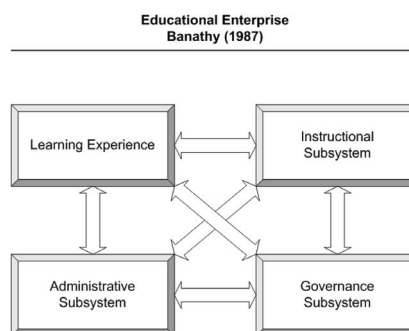 Educational Enterprise
Banathy (1987)
Learning Experience
Instructional
Subsystem
Administrative
Subsystem
Governance
Subsystem